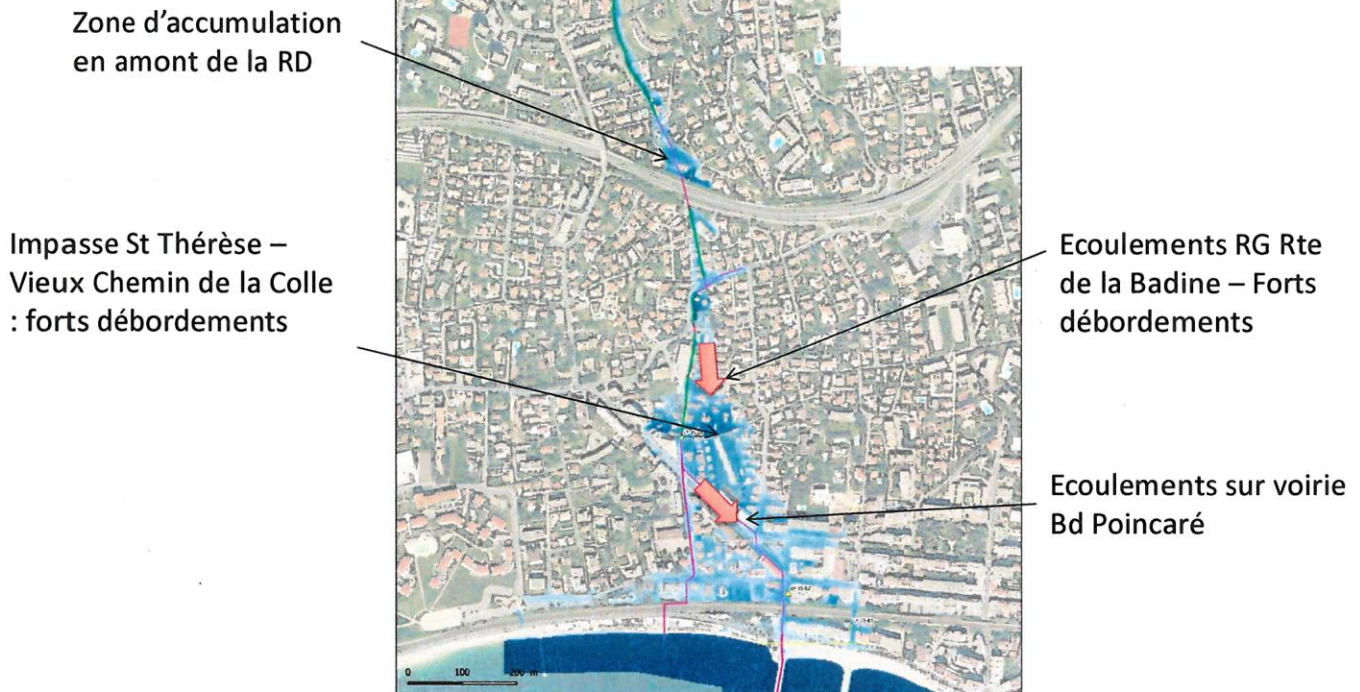 Zone d’accumulation
en amont de la RD
Impasse St Thérèse –
Vieux Chemin de la Colle
: forts débordements
Ecoulements RG Rte
de la Badine – Forts
débordements
Ecoulements sur voirie
Bd Poincaré
0 100 200 m